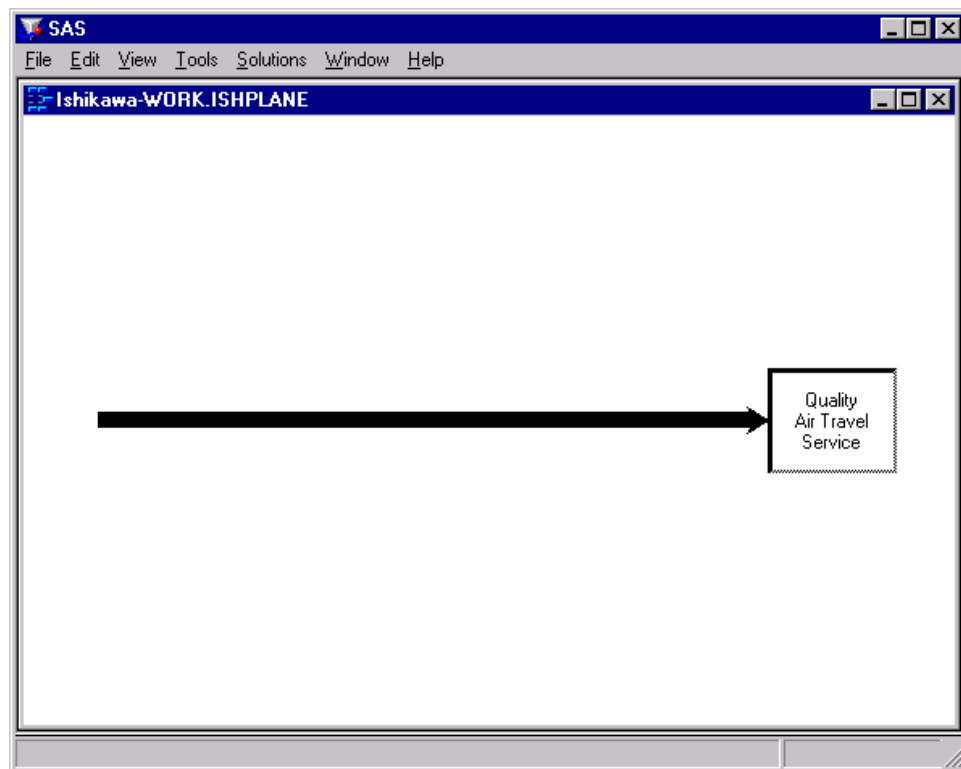 SAS
File Edit View Tools Solutions Window Help
Ishikawa-WORK.ISHPLANE
Quality
Air Travel
Service